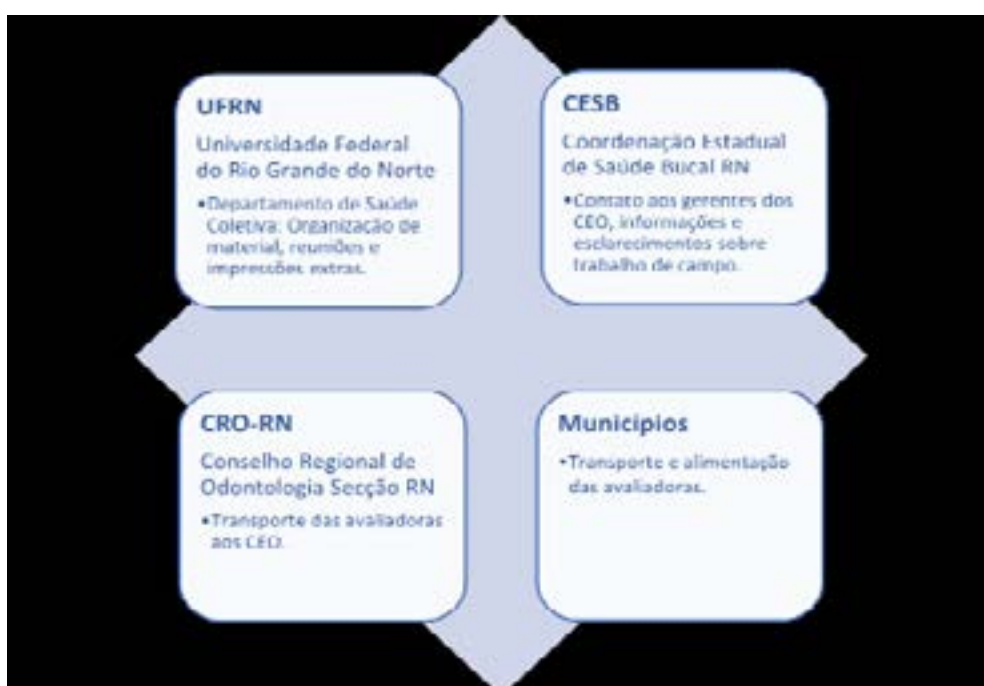 UFRN
Universidade Federal
do Rio Grande do Norte
•Departamento de Saúde
Coletiva: Organização de
material, reuniões e
impressões extras.
CESB
Coordenação Estadual
de Saúde Bucal RN
•Contato aos gerentes dos
CEO, informações e
esclarecimentos sobre
trabalho de campo.
CRO-RN
Conselho Regional de
Odontologia Secção RN
•Transporte das avaliadoras
aos CEO.
Municípios
•Transporte e alimentação
das avaliadoras.